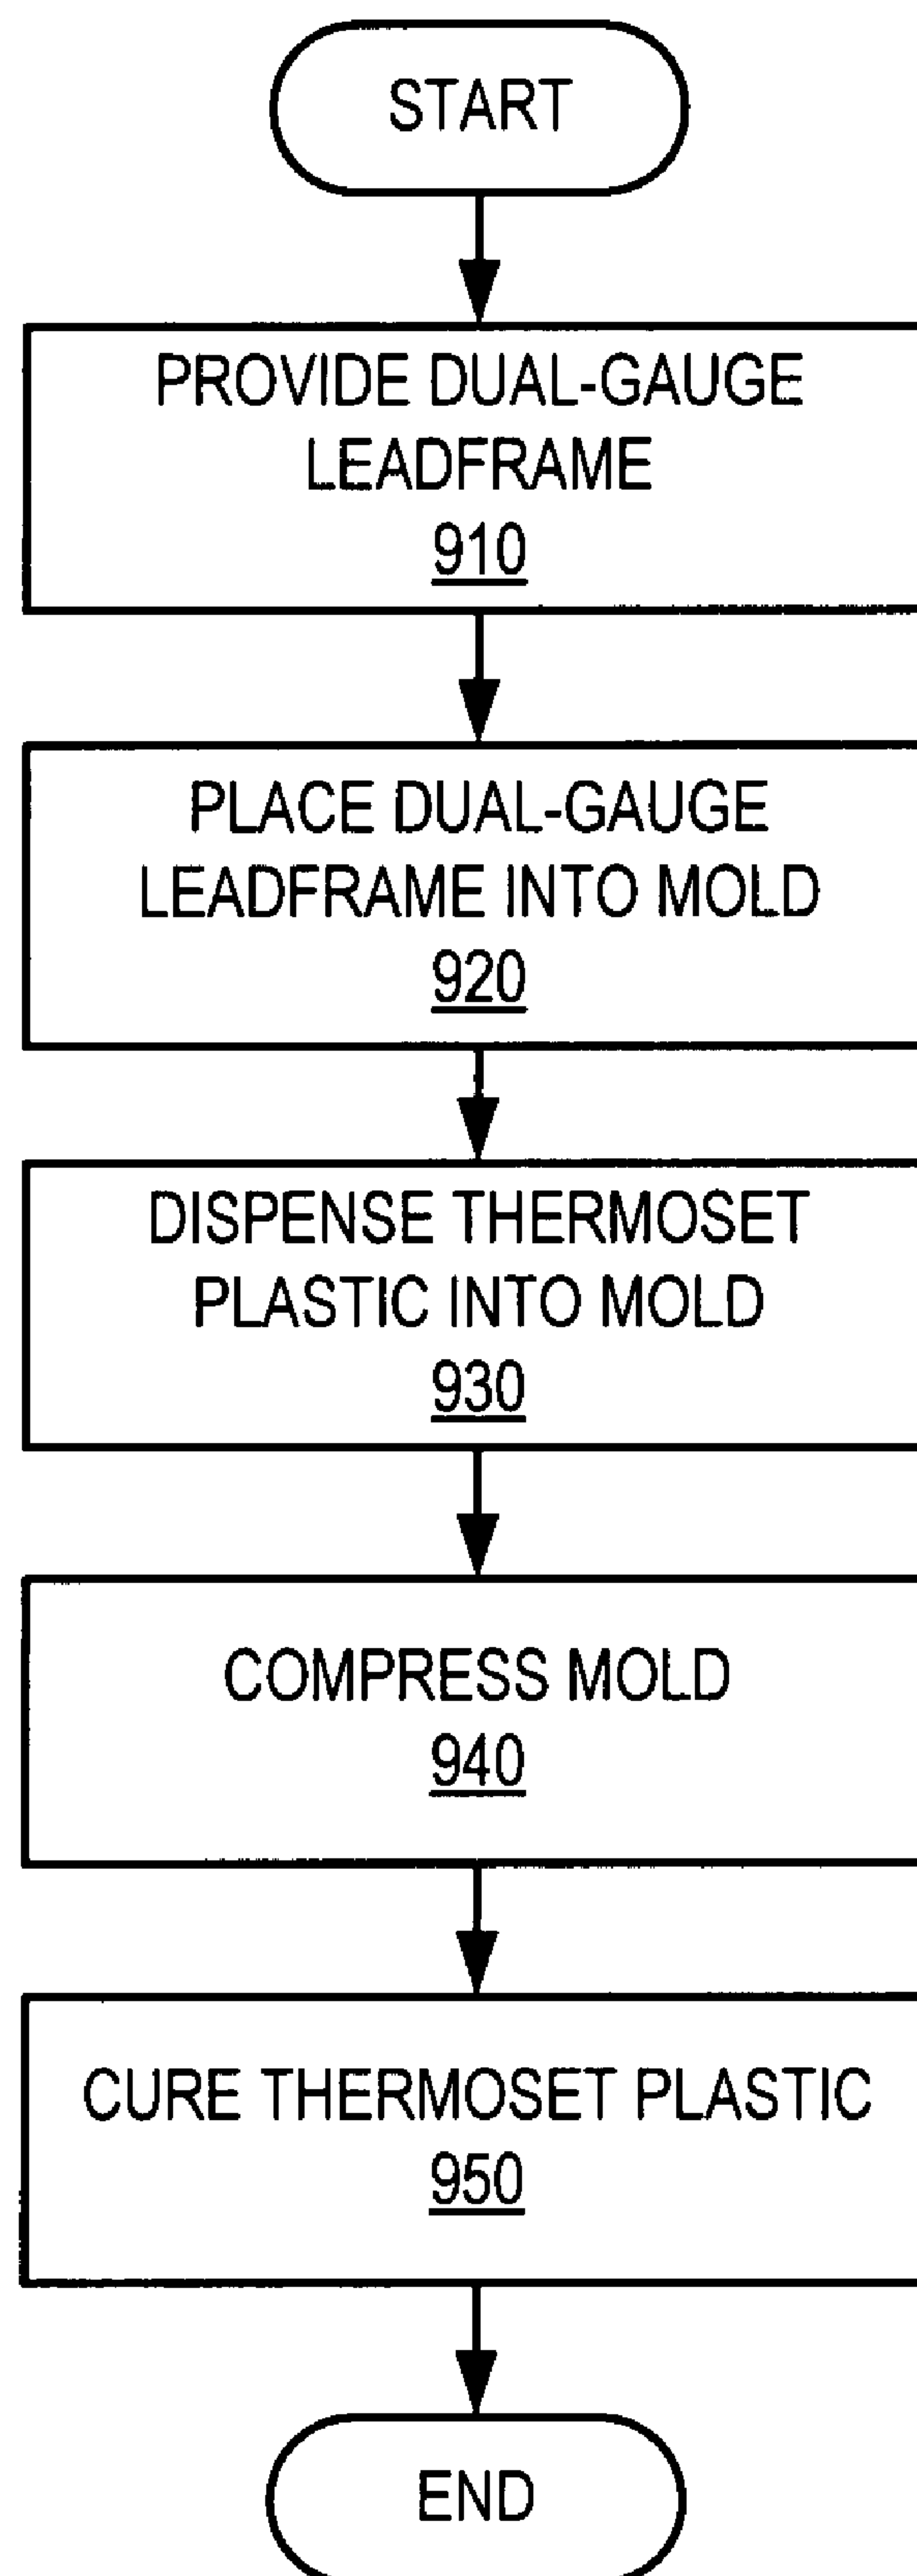 START
PROVIDE DUAL-GAUGE
LEADFRAME
910
PLACE DUAL-GAUGE
LEADFRAME INTO MOLD
920
DISPENSE THERMOSET
PLASTIC INTO MOLD
930
COMPRESS MOLD
940
CURE THERMOSET PLASTIC
950
END